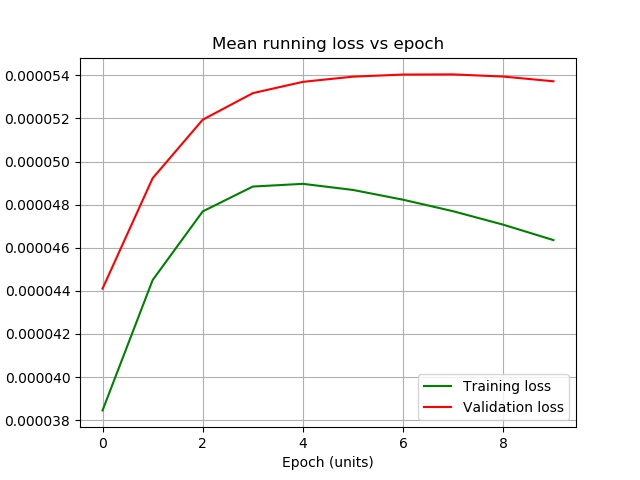 Mean running loss vs epoch
0.000054
0.000052
0.000050
0.000048
0.000046
0.000044
0.000042
0.000040
0.000038
Training loss
Validation loss
0 2 4 6 8
Epoch (units)